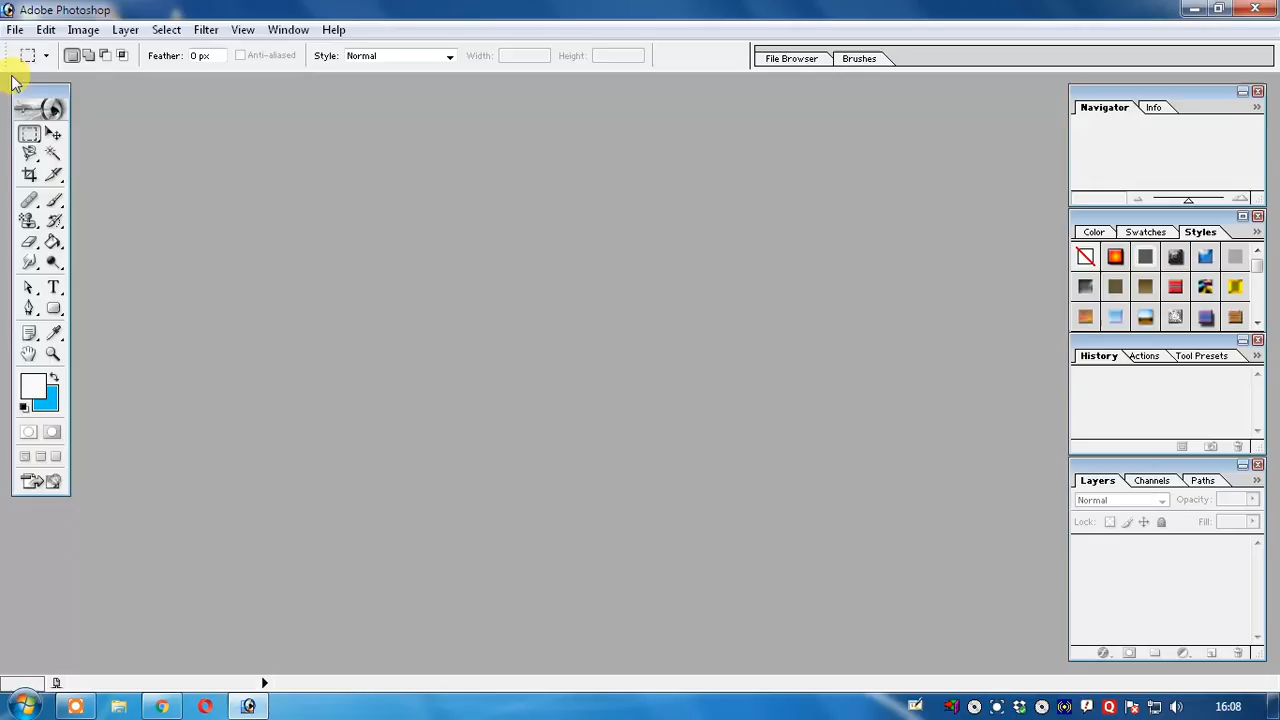 Adobe Photoshop
File Edit Image Layer Select Filter View Window Help
Feather: 0 px Anti-aliased Style: Normal Width: Height: File Browser Brushes
Navigator Info
Color Swatches Styles
History Actions Tool Presets
Layers Channels Paths
Normal Opacity:
Lock: Fill:
16:08